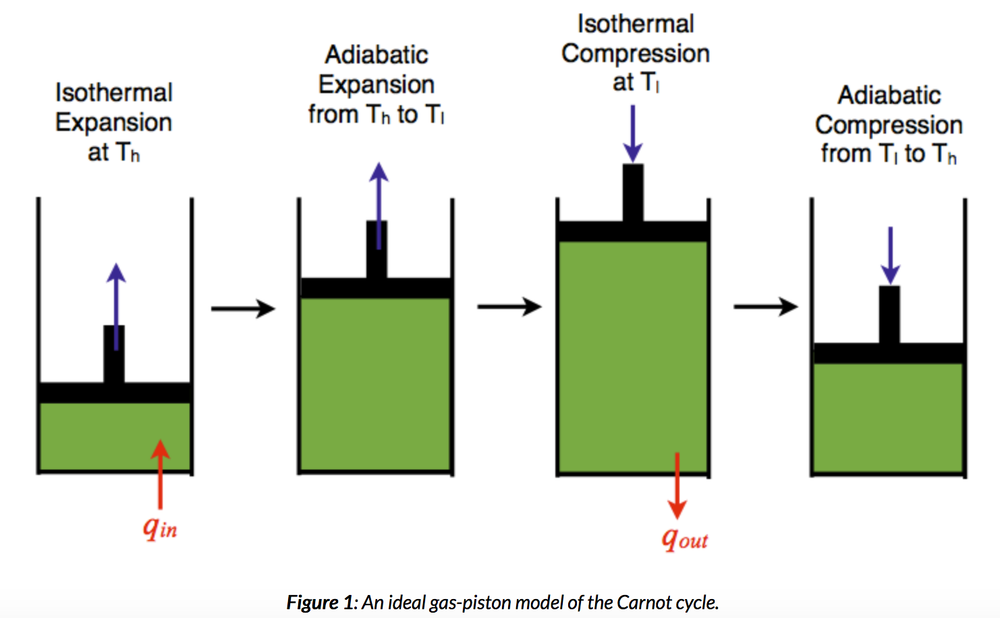 Isothermal
Expansion
at Th
Adiabatic
Expansion
from Th to Tl
Isothermal
Compression
at Tl
Adiabatic
Compression
from Tl to Th
qin
qout
Figure 1: An ideal gas-piston model of the Carnot cycle.